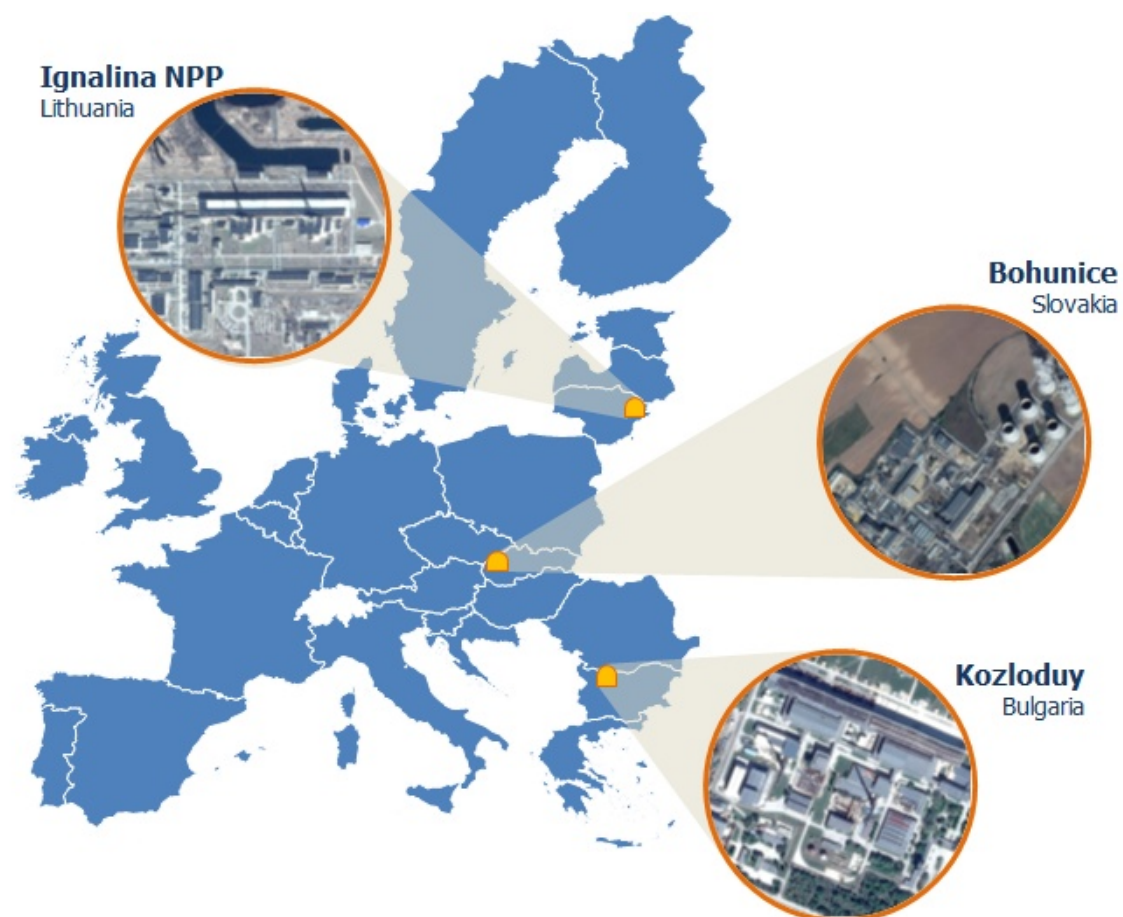 Ignalina NPP
Lithuania
Bohunice
Slovakia
Kozloduy
Bulgaria